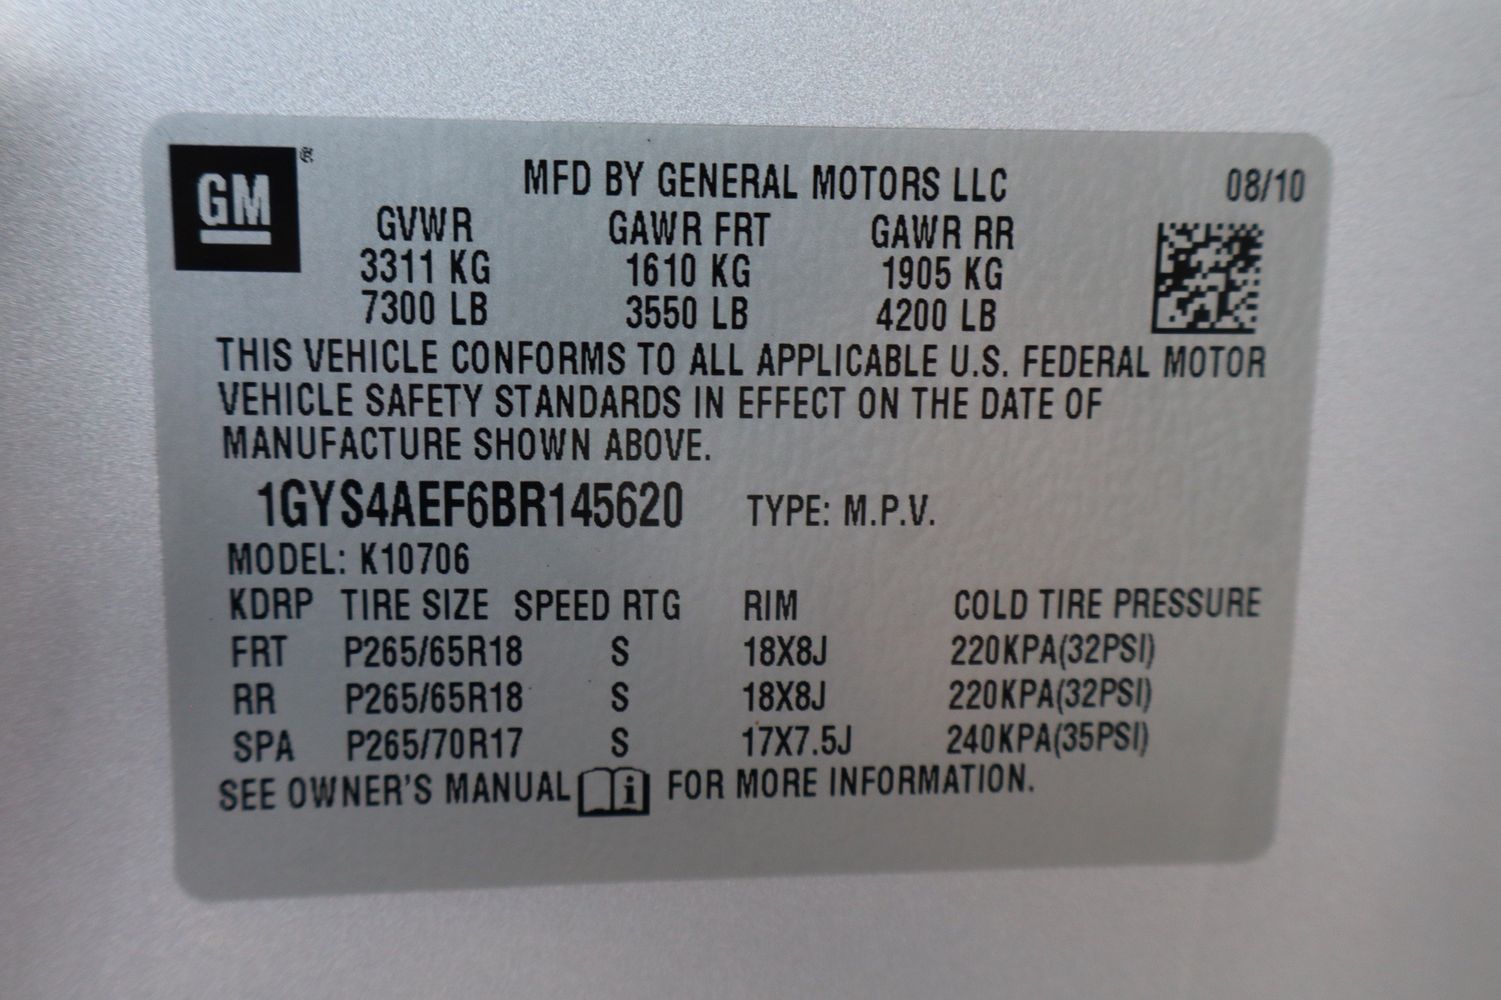 GM
MFD BY GENERAL MOTORS LLC 08/10
GVWR GAWR FRT GAWR RR
3311 KG 1610 KG 1905 KG
7300 LB 3550 LB 4200 LB
THIS VEHICLE CONFORMS TO ALL APPLICABLE U.S. FEDERAL MOTOR
VEHICLE SAFETY STANDARDS IN EFFECT ON THE DATE OF
MANUFACTURE SHOWN ABOVE.
1GYS4AEF6BR145620 TYPE: M.P.V.
MODEL: K10706
KDRP TIRE SIZE SPEED RTG RIM COLD TIRE PRESSURE
FRT P265/65R18 S 18X8J 220KPA(32PSI)
RR P265/65R18 S 18X8J 220KPA(32PSI)
SPA P265/70R17 S 17X7.5J 240KPA(35PSI)
SEE OWNER'S MANUAL i FOR MORE INFORMATION.